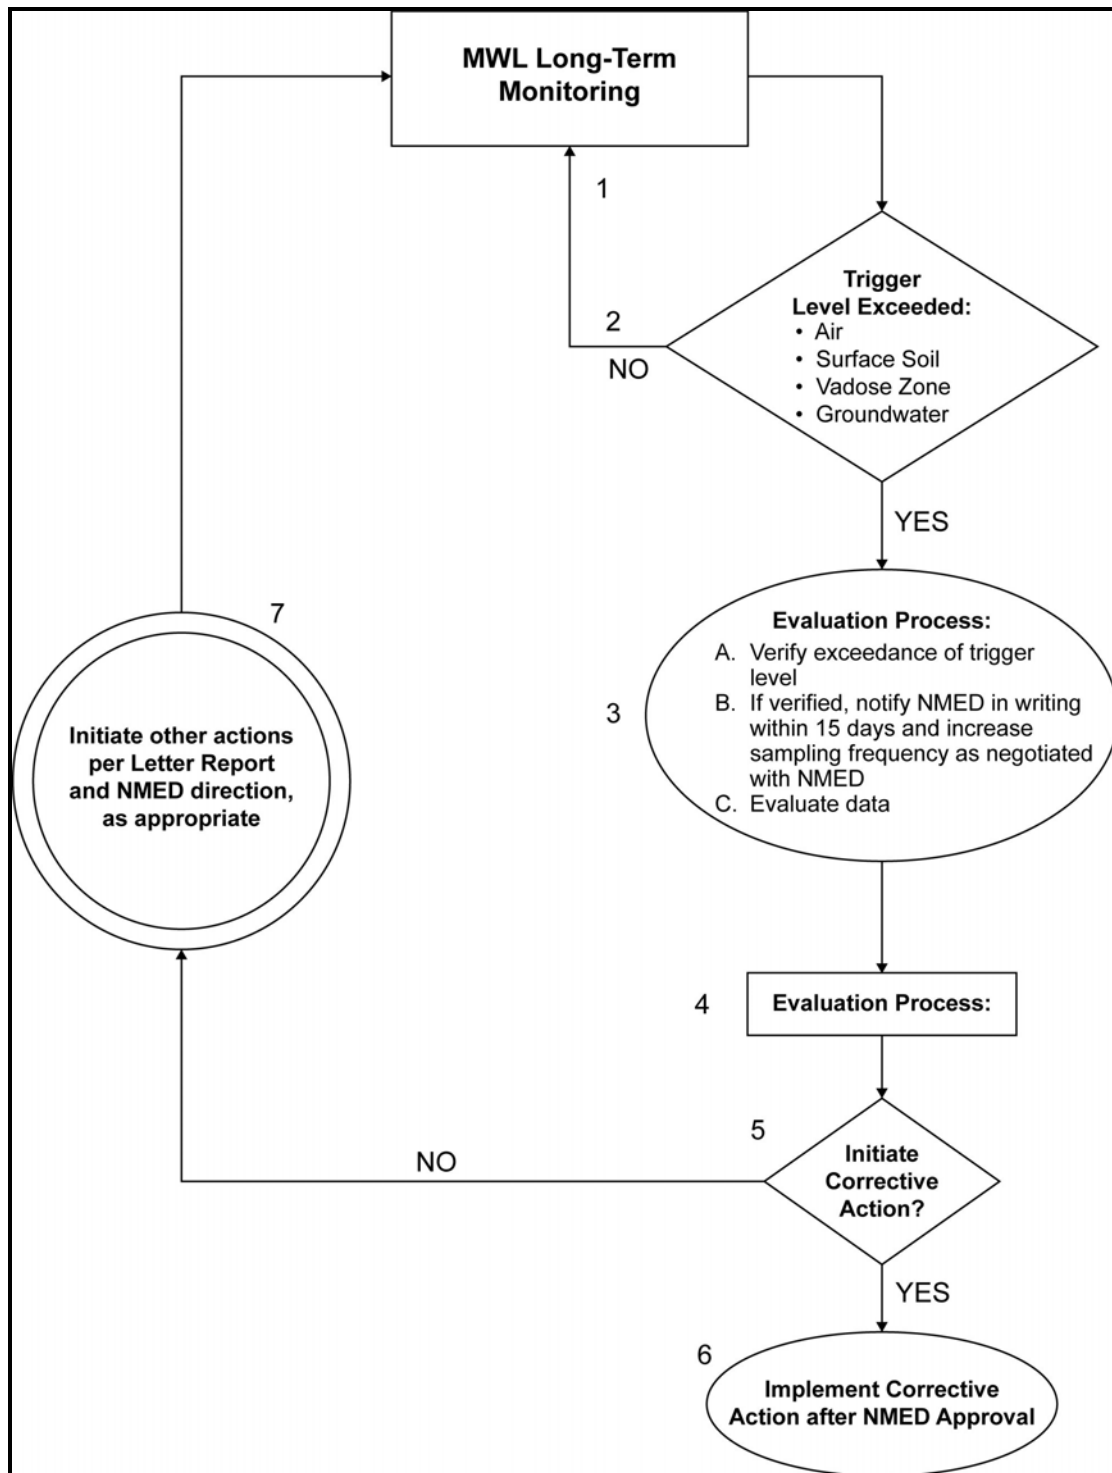 MWL Long-Term
Monitoring
1
Trigger
Level Exceeded:
• Air
• Surface Soil
• Vadose Zone
• Groundwater
2
NO
YES
7
Initiate other actions
per Letter Report
and NMED direction,
as appropriate
3
Evaluation Process:
A. Verify exceedance of trigger
level
B. If verified, notify NMED in writing
within 15 days and increase
sampling frequency as negotiated
with NMED
C. Evaluate data
4
Evaluation Process:
5
Initiate
Corrective
Action?
NO
YES
6
Implement Corrective
Action after NMED Approval